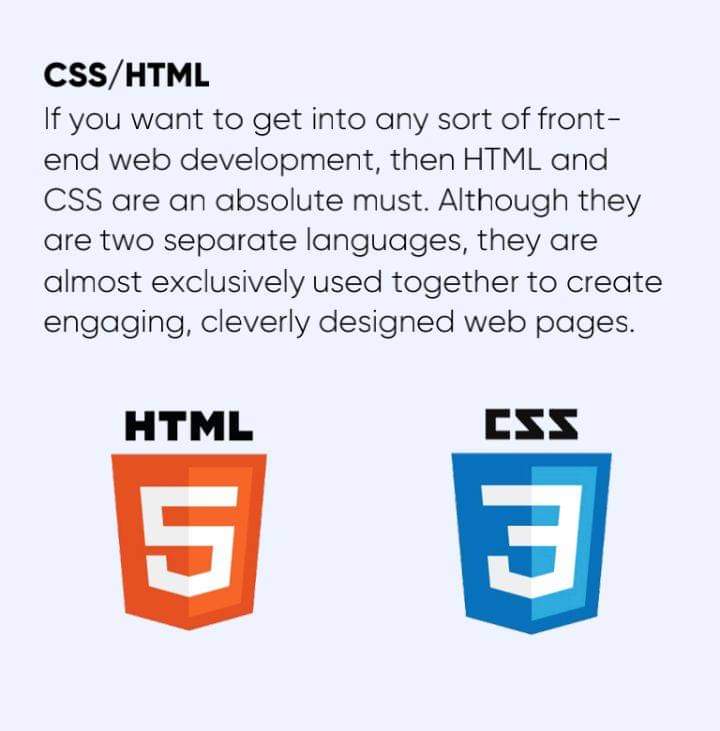 CSS/HTML
If you want to get into any sort of front-
end web development, then HTML and
CSS are an absolute must. Although they
are two separate languages, they are
almost exclusively used together to create
engaging, cleverly designed web pages.
HTML CSS
5 3